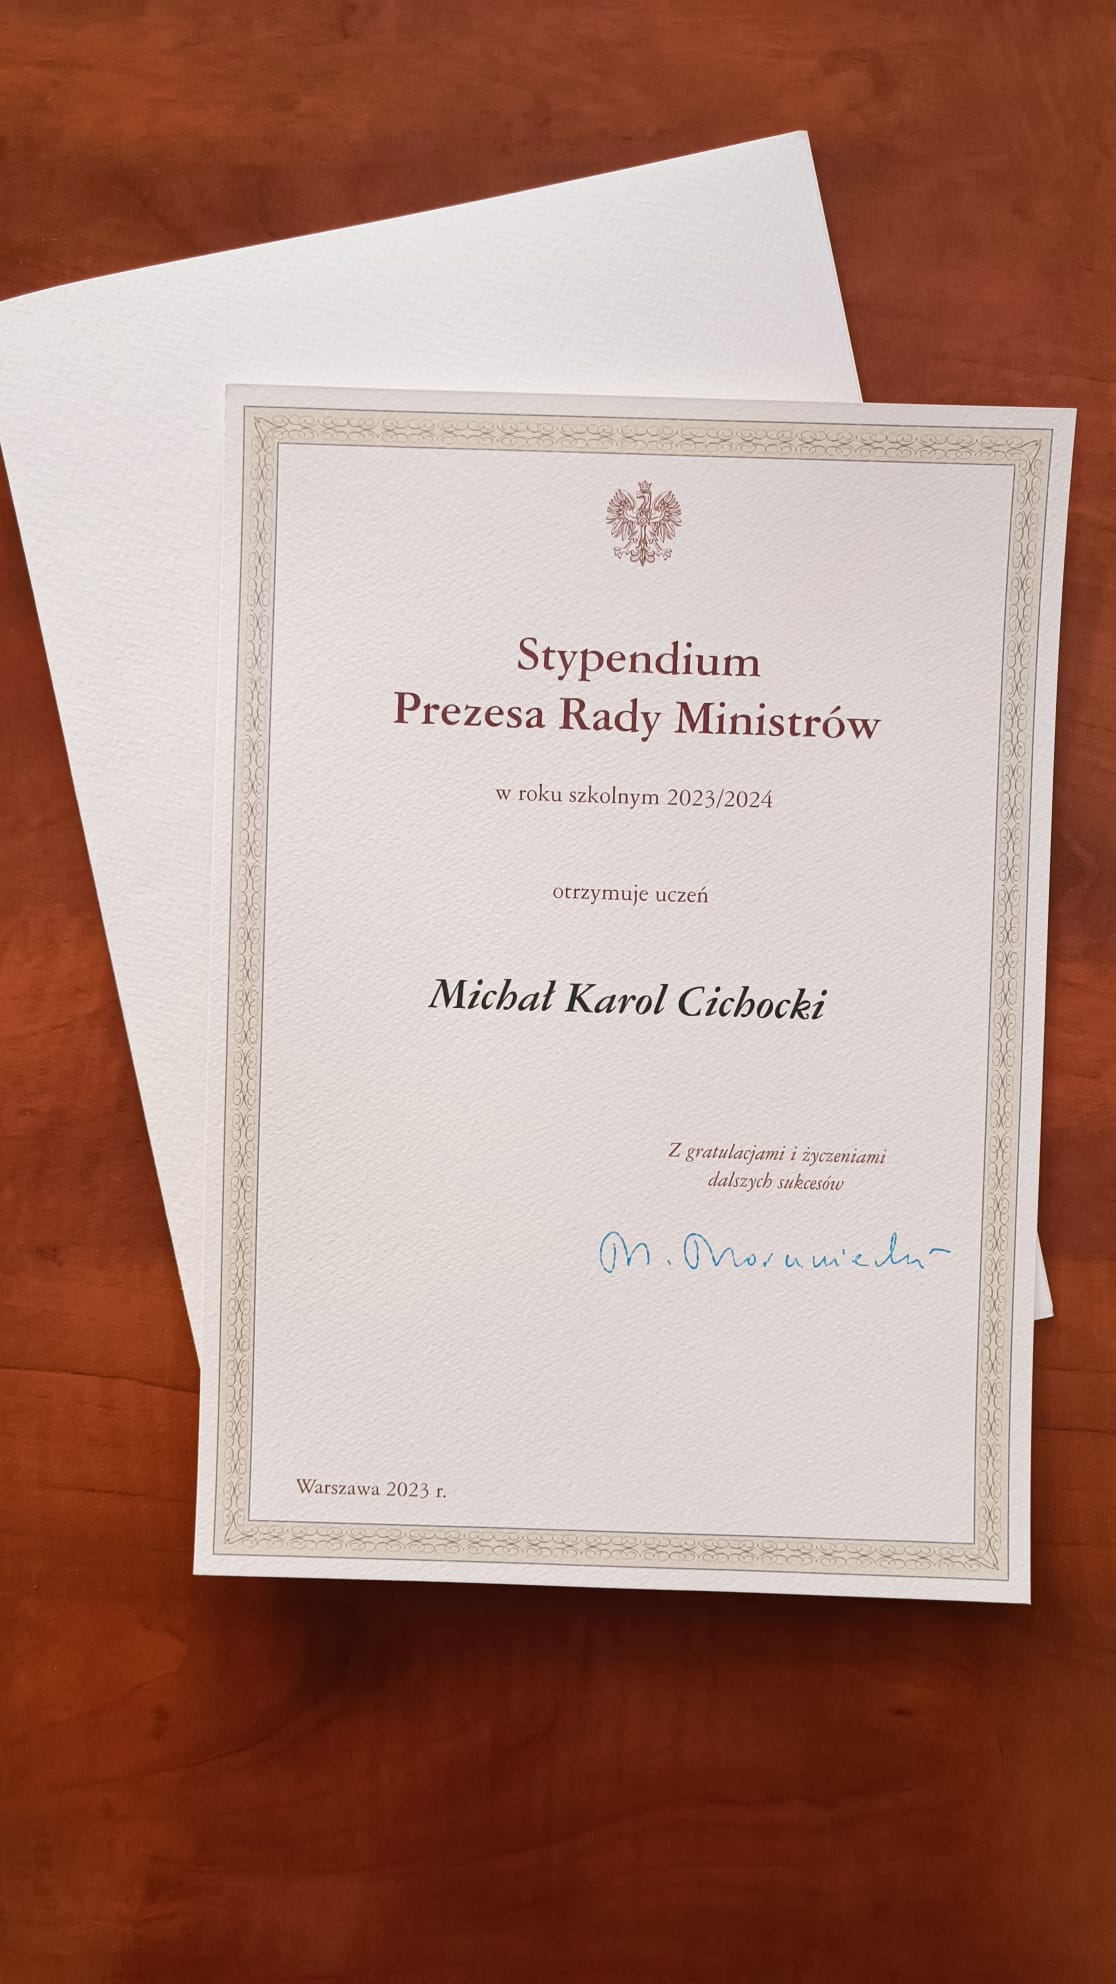 Stypendium
Prezesa Rady Ministrów
w roku szkolnym 2023/2024
otrzymuje uczeń
Michał Karol Cichocki
Z gratulacjami i życzeniami
dalszych sukcesów
M. Morawiecki
Warszawa 2023 r.